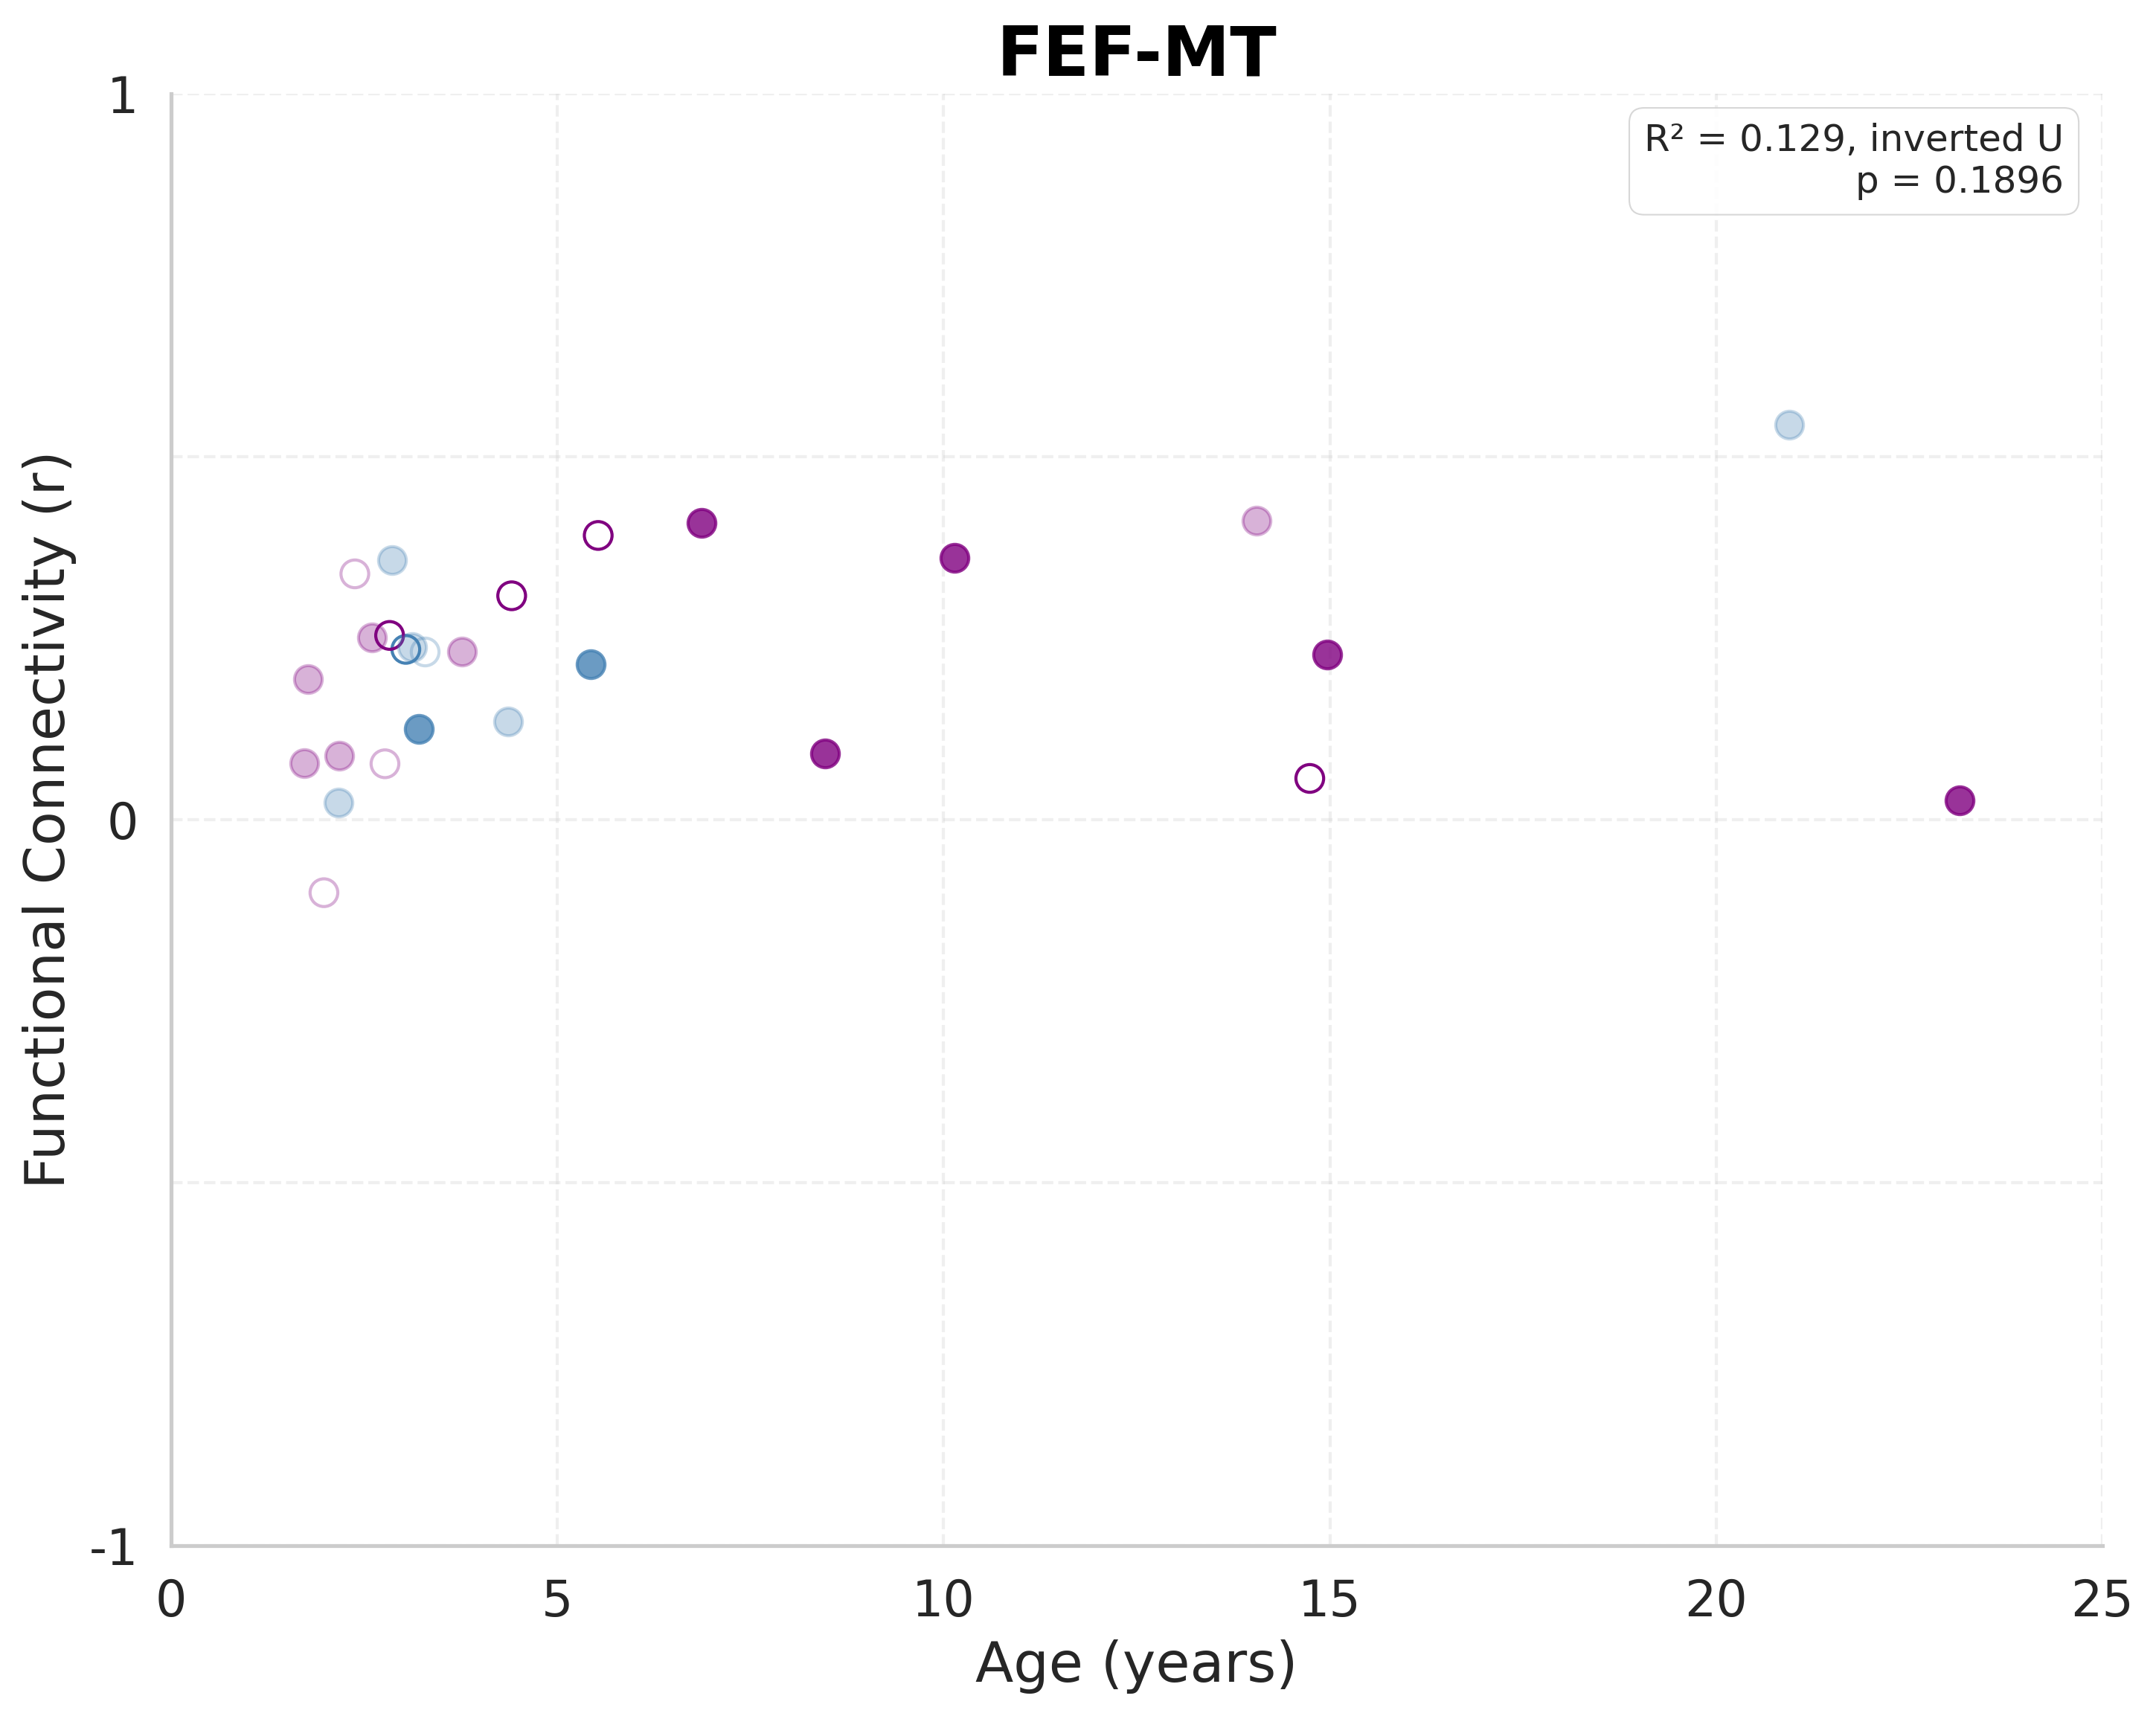 FEF-MT
R² = 0.129, inverted U
p = 0.1896
Functional Connectivity (r)
1
0
-1
0 5 10 15 20 25
Age (years)